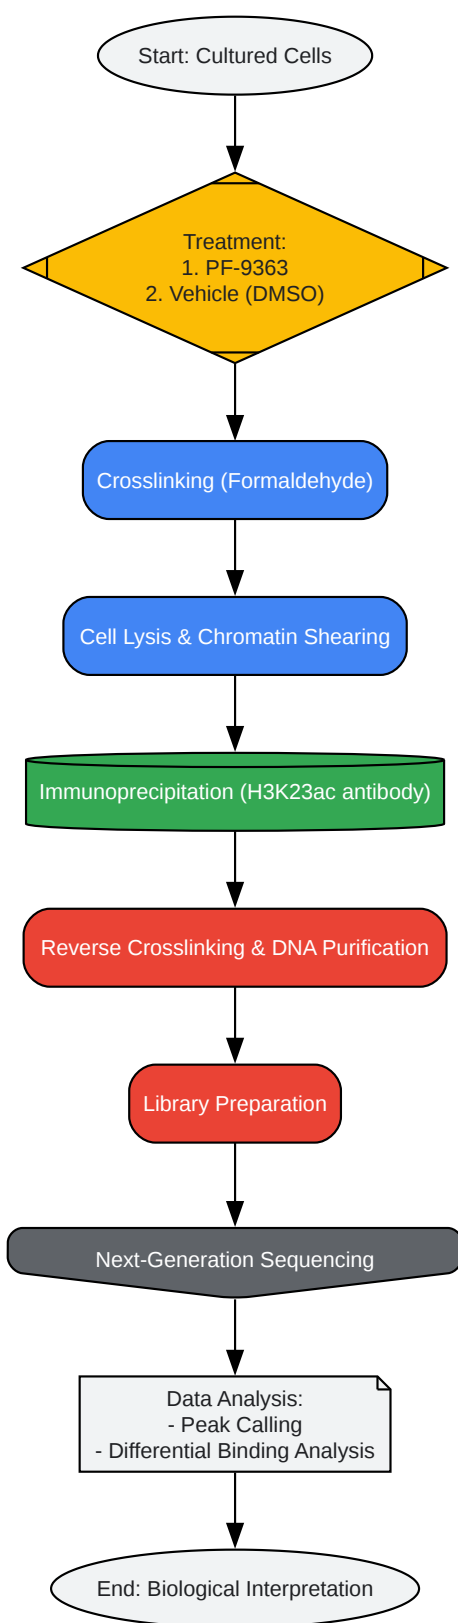 Start: Cultured Cells
Treatment:
1. PF-9363
2. Vehicle (DMSO)
Crosslinking (Formaldehyde)
Cell Lysis & Chromatin Shearing
Immunoprecipitation (H3K23ac antibody)
Reverse Crosslinking & DNA Purification
Library Preparation
Next-Generation Sequencing
Data Analysis:
- Peak Calling
- Differential Binding Analysis
End: Biological Interpretation